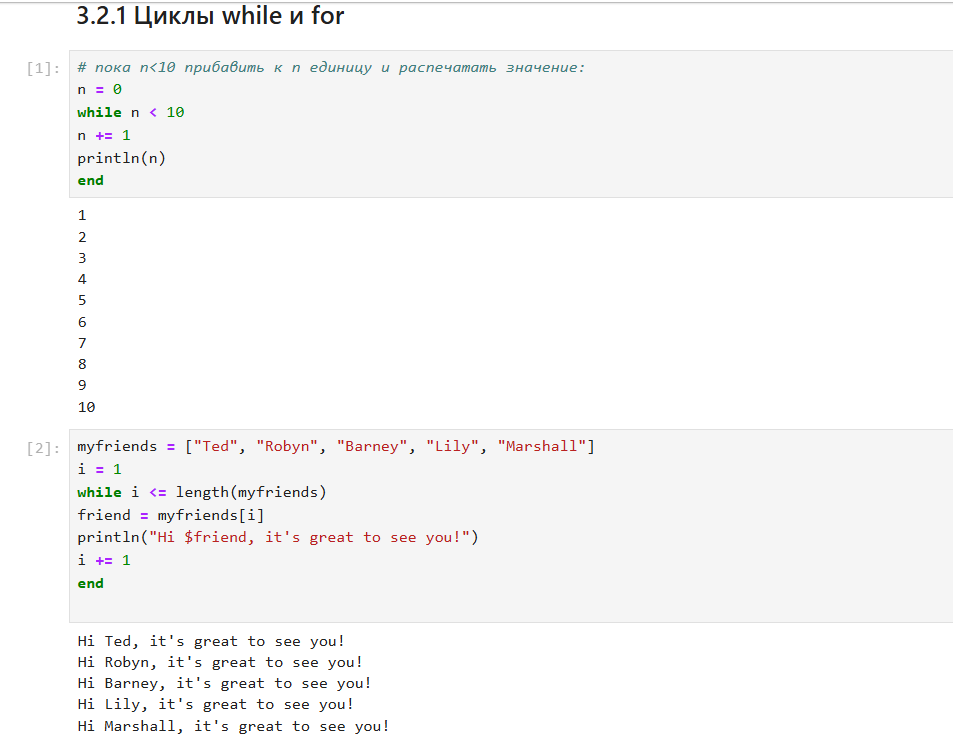 3.2.1 Циклы while и for
[1]:
# пока n<10 прибавить к n единицу и распечатать значение:
n = 0
while n < 10
n += 1
println(n)
end
1
2
3
4
5
6
7
8
9
10
[2]:
myfriends = ["Ted", "Robyn", "Barney", "Lily", "Marshall"]
i = 1
while i <= length(myfriends)
friend = myfriends[i]
println("Hi $friend, it's great to see you!")
i += 1
end
Hi Ted, it's great to see you!
Hi Robyn, it's great to see you!
Hi Barney, it's great to see you!
Hi Lily, it's great to see you!
Hi Marshall, it's great to see you!